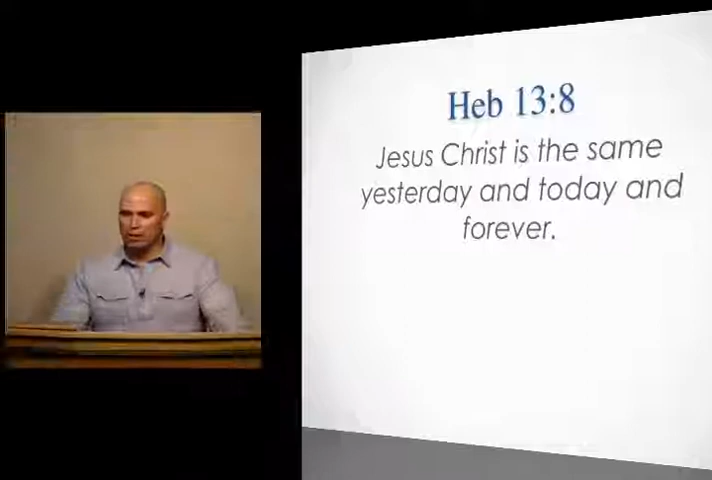 Heb 13:8
Jesus Christ is the same
yesterday and today and
forever.